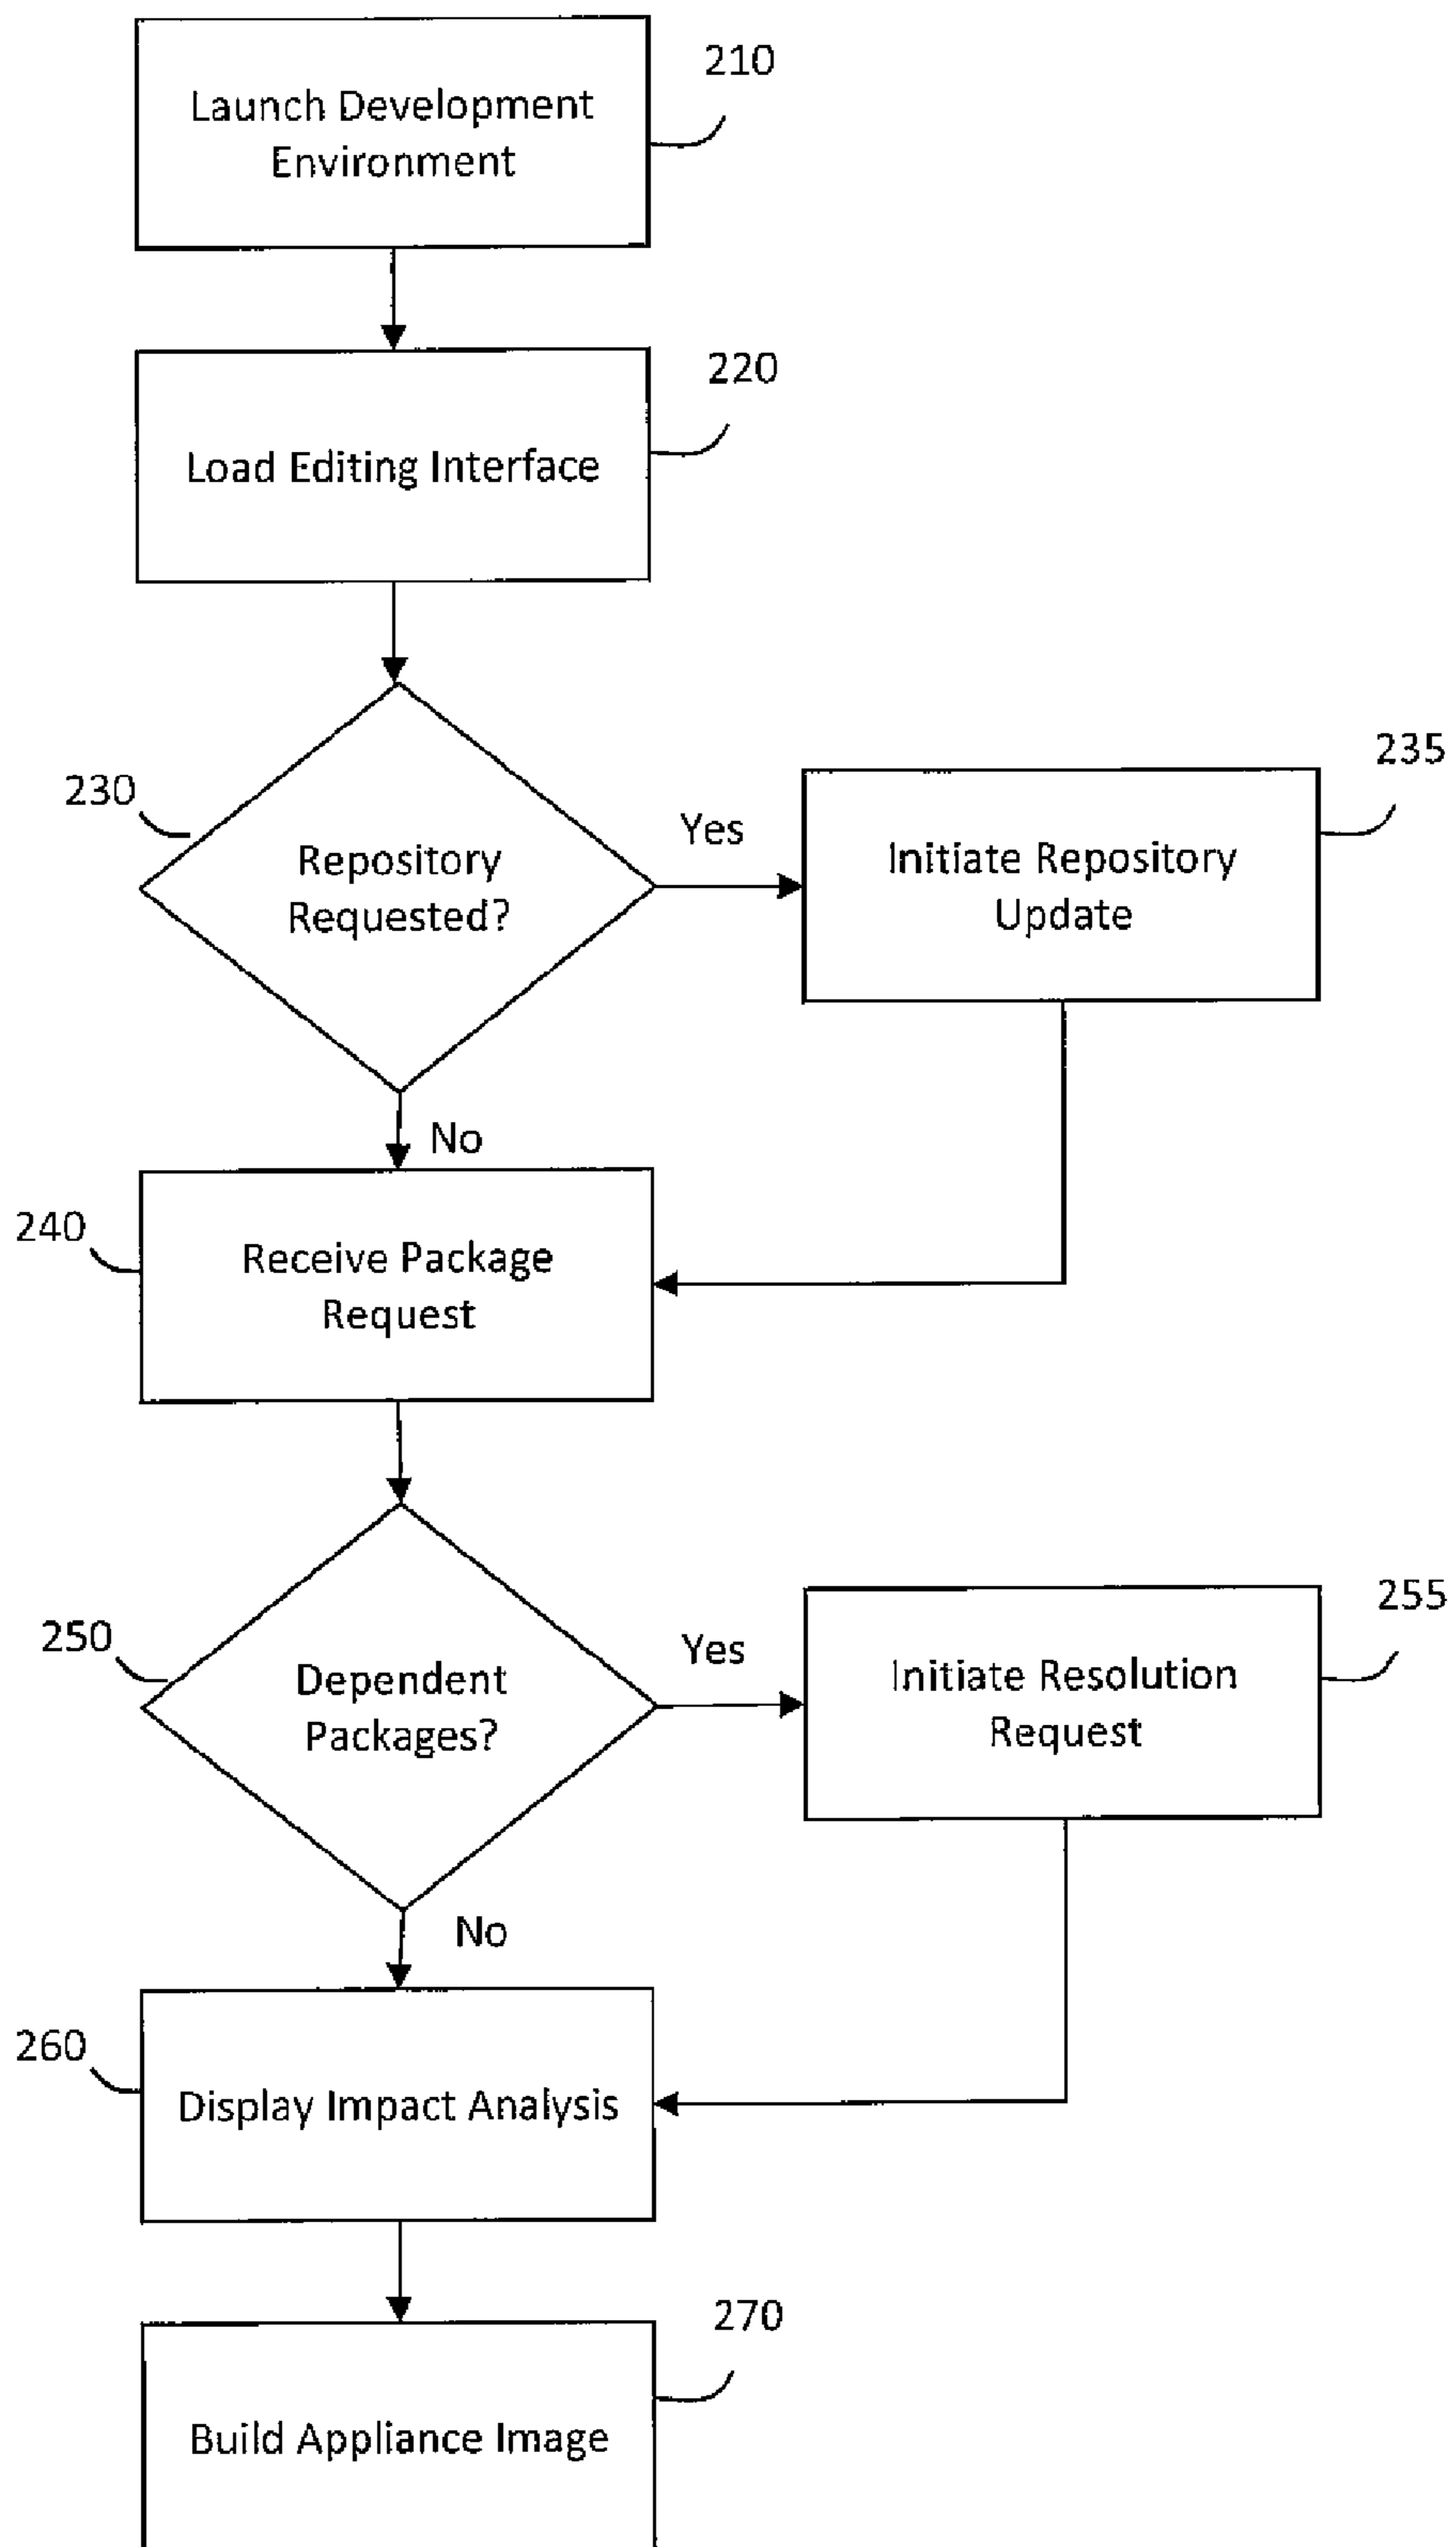 210
Launch Development
Environment
220
Load Editing Interface
230
Repository
Requested?
Yes
235
Initiate Repository
Update
No
240
Receive Package
Request
250
Dependent
Packages?
Yes
255
Initiate Resolution
Request
No
260
Display Impact Analysis
270
Build Appliance Image